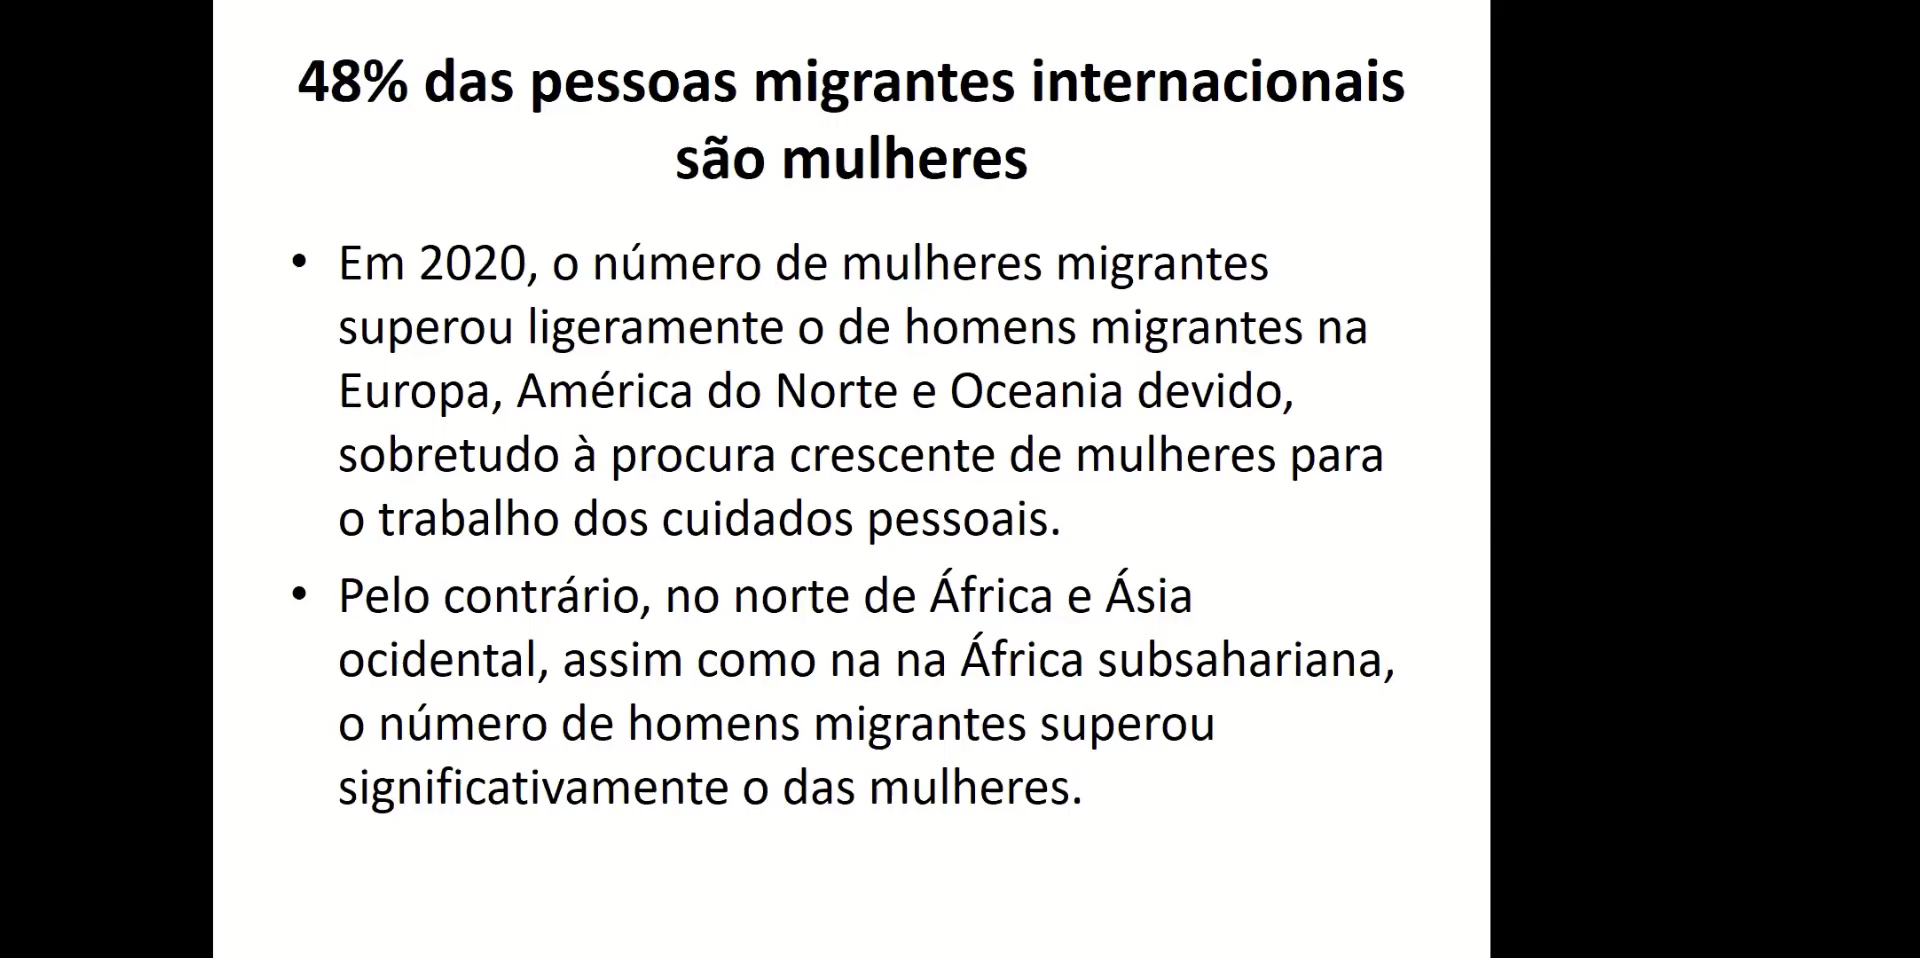 48% das pessoas migrantes internacionais
são mulheres
• Em 2020, o número de mulheres migrantes
superou ligeramente o de homens migrantes na
Europa, América do Norte e Oceania devido,
sobretudo à procura crescente de mulheres para
o trabalho dos cuidados pessoais.
• Pelo contrário, no norte de África e Ásia
ocidental, assim como na na África subsahariana,
o número de homens migrantes superou
significativamente o das mulheres.